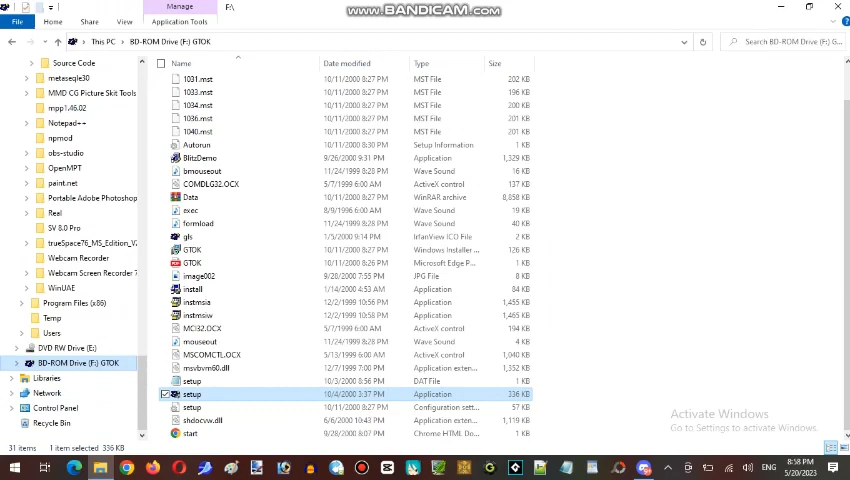 Manage F:\
www.BANDICAM.com
File Home Share View Application Tools
This PC > BD-ROM Drive (F:) GTOK
Search BD-ROM Drive (F:) G...
Name Date modified Type Size
Source Code
metaseqle30
MMD CG Picture Skit Tools
mpp1.46.02
Notepad++
npmod
obs-studio
OpenMPT
paint.net
Portable Adobe Photoshop
Real
SV 8.0 Pro
trueSpace76_MS_Edition_V7
Webcam Recorder
Webcam Screen Recorder 7
WinUAE
Program Files (x86)
Temp
Users
DVD RW Drive (E:)
BD-ROM Drive (F:) GTOK
Libraries
Network
Control Panel
Recycle Bin
1031.mst 10/11/2000 8:27 PM MST File 202 KB
1033.mst 10/11/2000 8:27 PM MST File 196 KB
1034.mst 10/11/2000 8:27 PM MST File 200 KB
1036.mst 10/11/2000 8:27 PM MST File 201 KB
1040.mst 10/11/2000 8:27 PM MST File 201 KB
Autorun 10/11/2000 8:30 PM Setup Information 1 KB
BlitzDemo 9/26/2000 9:31 PM Application 1,329 KB
bmouseout 11/24/1999 8:28 PM Wave Sound 16 KB
COMDLG32.OCX 5/7/1999 6:00 AM ActiveX control 137 KB
Data 10/11/2000 8:27 PM WinRAR archive 8,858 KB
exec 8/9/1996 6:00 AM Wave Sound 19 KB
formload 11/24/1999 8:27 PM Wave Sound 40 KB
gls 1/5/2000 9:14 PM IrfanView ICO File 2 KB
GTOK 10/11/2000 8:27 PM Windows Installer ... 126 KB
GTOK 10/11/2000 8:26 PM Microsoft Edge P... 1 KB
image002 9/28/2000 7:55 PM JPG File 8 KB
install 1/14/2000 4:53 AM Application 84 KB
instmsia 12/2/1999 10:56 PM Application 1,455 KB
instmsiw 12/2/1999 10:58 PM Application 1,465 KB
MCI32.OCX 5/7/1999 6:00 AM ActiveX control 194 KB
mouseout 11/24/1999 8:28 PM Wave Sound 4 KB
MSCOMCTL.OCX 5/13/1999 6:00 AM ActiveX control 1,040 KB
msvbvm60.dll 12/7/1999 7:00 PM Application exten... 1,352 KB
setup 10/3/2000 8:56 PM DAT File 1 KB
setup 10/4/2000 3:37 PM Application 336 KB
setup 10/11/2000 8:27 PM Configuration sett... 57 KB
shdocvw.dll 6/6/2000 10:43 PM Application exten... 1,119 KB
start 9/28/2000 8:07 PM Chrome HTML Do... 1 KB
Activate Windows
Go to Settings to activate Windows.
31 items 1 item selected 336 KB
ENG 8:58 PM
5/20/2023